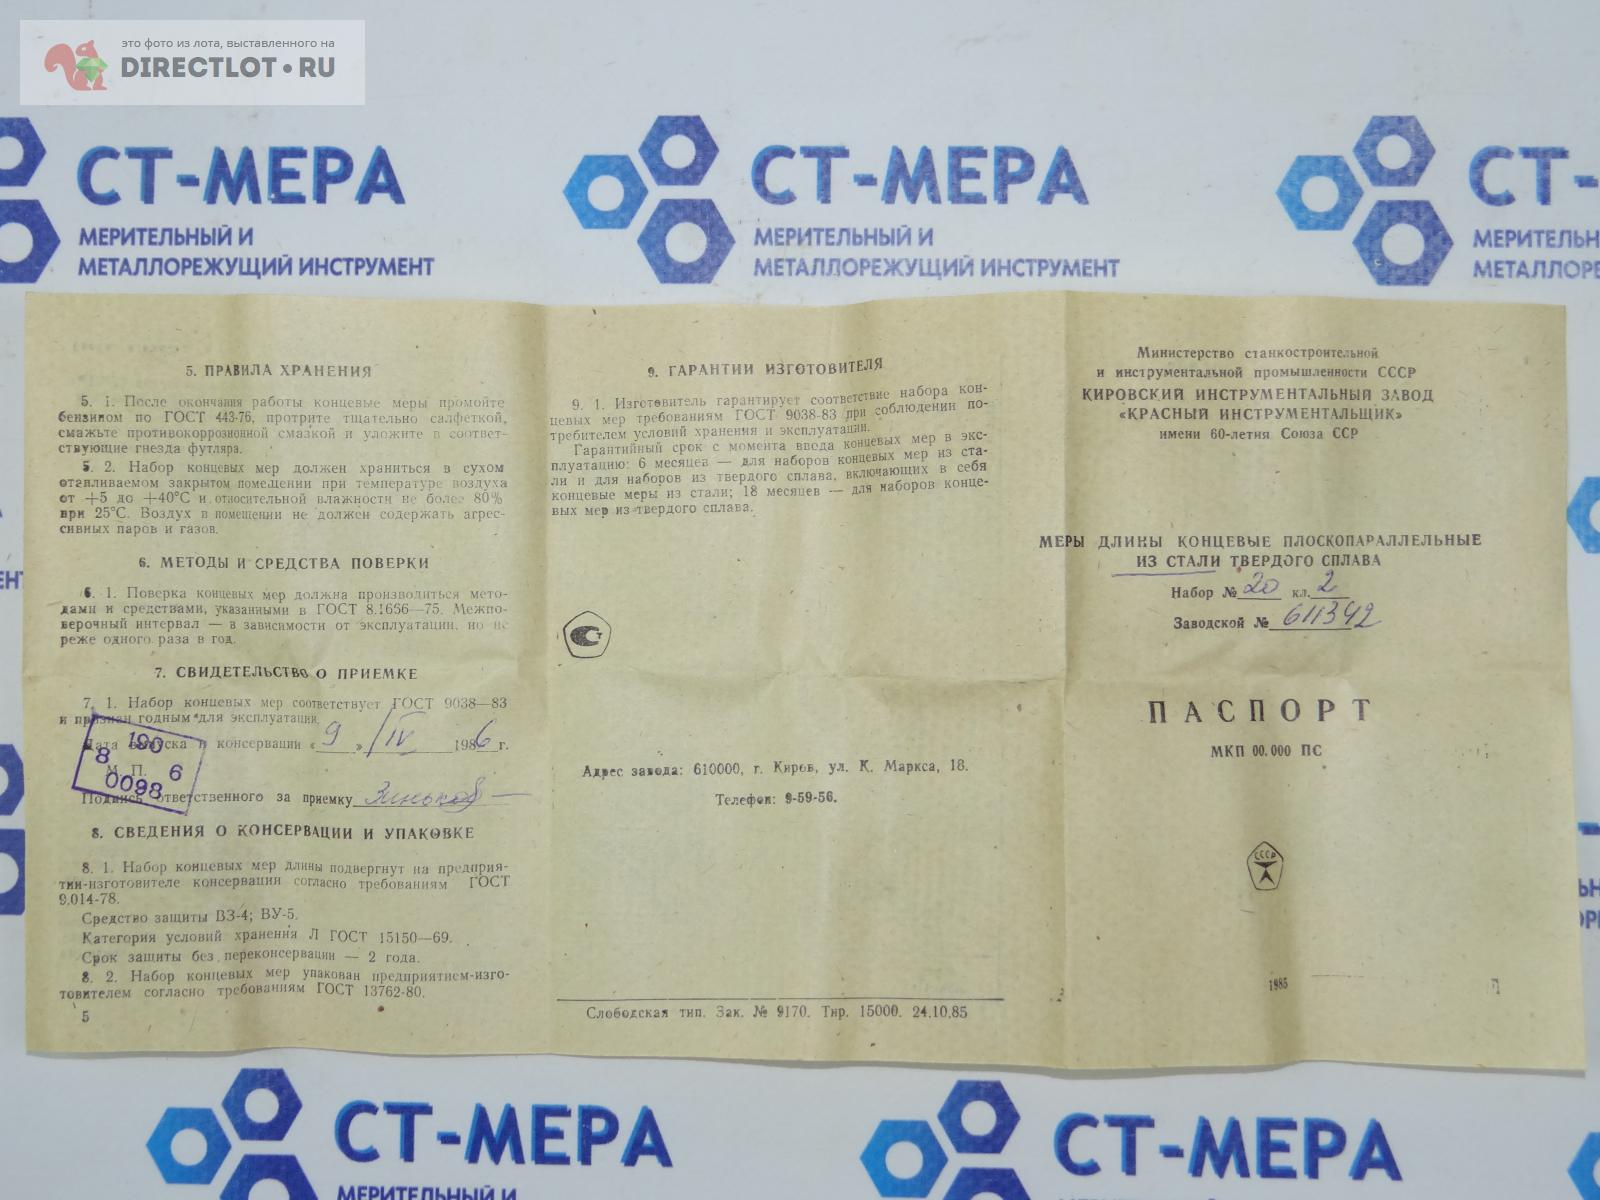 это фото из лота, выставленного на
DIRECTLOT.RU
СТ-МЕРА
МЕРИТЕЛЬНЫЙ И
МЕТАЛЛОРЕЖУЩИЙ ИНСТРУМЕНТ
СТ-МЕРА
МЕРИТЕЛЬНЫЙ И
МЕТАЛЛОРЕЖУЩИЙ ИНСТРУМЕНТ
СТ-
МЕРИТЕЛЬН
МЕТАЛЛОРЕ
5. ПРАВИЛА ХРАНЕНИЯ
5. 1. После окончания работы концевые меры промойте
бензином по ГОСТ 443-76, протрите тщательно салфеткой,
смажьте противокоррозионной смазкой и уложите в соответ-
ствующие гнезда футляра.
5. 2. Набор концевых мер должен храниться в сухом
отапливаемом закрытом помещении при температуре воздуха
от +5 до +40°С и относительной влажности не более 80%
при 25°С. Воздух в помещении не должен содержать агрес-
сивных паров и газов.
6. МЕТОДЫ И СРЕДСТВА ПОВЕРКИ
6. 1. Поверка концевых мер должна производиться мето-
дами и средствами, указанными в ГОСТ 8.166—75. Межпо-
верочный интервал — в зависимости от эксплуатации, но не
реже одного раза в год.
7. СВИДЕТЕЛЬСТВО О ПРИЕМКЕ
7. 1. Набор концевых мер соответствует ГОСТ 9038—83
и признан годным для эксплуатации.
Дата выпуска и консервации «9» IV 1986 г.
190
8 6
0098
М. П.
Подпись ответственного за приемку
8. СВЕДЕНИЯ О КОНСЕРВАЦИИ И УПАКОВКЕ
8. 1. Набор концевых мер длины подвергнут на предприя-
тии-изготовителе консервации согласно требованиям ГОСТ
9.014-78.
Средство защиты ВЗ-4; ВУ-5.
Категория условий хранения Л ГОСТ 15150—69.
Срок защиты без переконсервации — 2 года.
8. 2. Набор концевых мер упакован предприятием-изго-
товителем согласно требованиям ГОСТ 13762-80.
5
9. ГАРАНТИИ ИЗГОТОВИТЕЛЯ
9. 1. Изготовитель гарантирует соответствие набора кон-
цевых мер требованиям ГОСТ 9038-83 при соблюдении по-
требителем условий хранения и эксплуатации.
Гарантийный срок с момента ввода концевых мер в экс-
плуатацию: 6 месяцев — для наборов концевых мер из ста-
ли и для наборов из твердого сплава, включающих в себя
концевые меры из стали; 18 месяцев — для наборов конце-
вых мер из твердого сплава.
Адрес завода: 610000, г. Киров, ул. К. Маркса, 18.
Телефон: 9-59-56.
Слободская тип. Зак. № 9170. Тир. 15000. 24.10.85
Министерство станкостроительной
и инструментальной промышленности СССР
КИРОВСКИЙ ИНСТРУМЕНТАЛЬНЫЙ ЗАВОД
«КРАСНЫЙ ИНСТРУМЕНТАЛЬЩИК»
имени 60-летия Союза ССР
МЕРЫ ДЛИНЫ КОНЦЕВЫЕ ПЛОСКОПАРАЛЛЕЛЬНЫЕ
ИЗ СТАЛИ ТВЕРДОГО СПЛАВА
Набор № 20 кл. 2
Заводской № 611342
ПАСПОРТ
МКП 00.000 ПС
СССР
1985
СТ-МЕРА
МЕРИТЕЛЬНЫЙ И
СТ-МЕРА